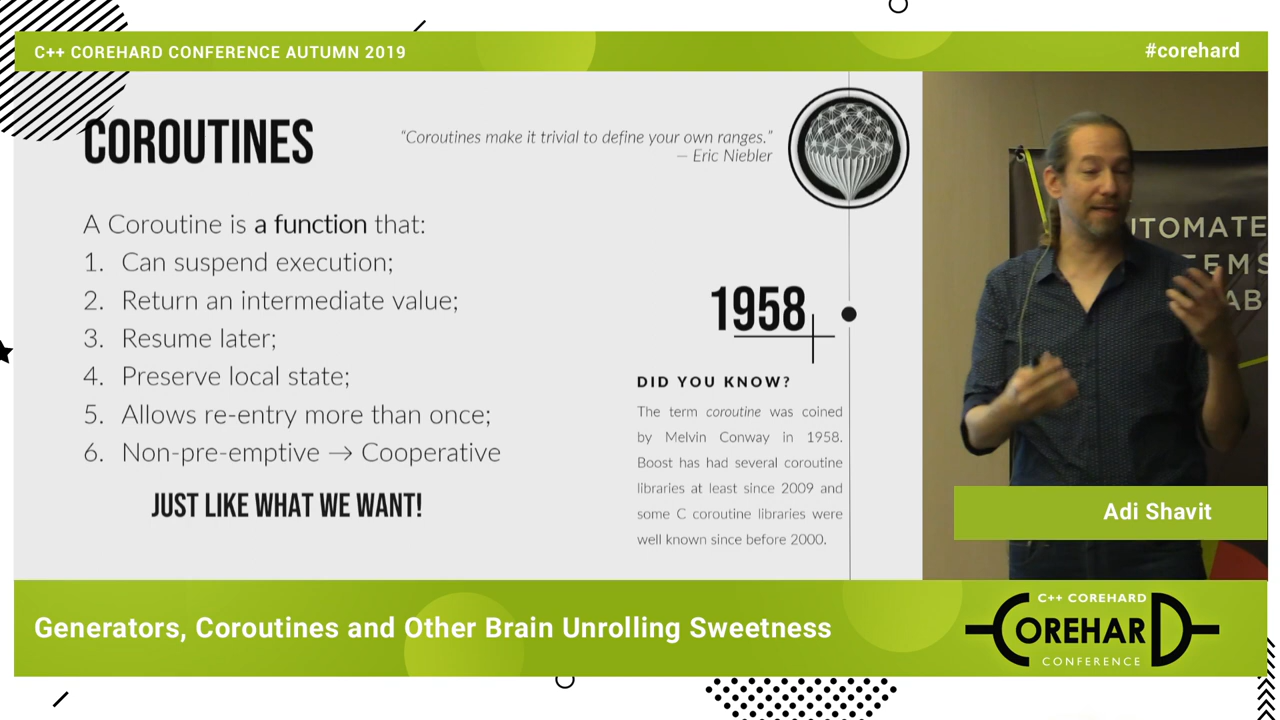 C++ COREHARD CONFERENCE AUTUMN 2019
#corehard
COROUTINES
“Coroutines make it trivial to define your own ranges.”
— Eric Niebler
A Coroutine is a function that:
1. Can suspend execution;
2. Return an intermediate value;
3. Resume later;
4. Preserve local state;
5. Allows re-entry more than once;
6. Non-pre-emptive → Cooperative
JUST LIKE WHAT WE WANT!
1958
DID YOU KNOW?
The term coroutine was coined
by Melvin Conway in 1958.
Boost has had several coroutine
libraries at least since 2009 and
some C coroutine libraries were
well known since before 2000.
UTOMATE
TEMS
AB
Adi Shavit
Generators, Coroutines and Other Brain Unrolling Sweetness
C++ COREHARD
COREHARD
CONFERENCE